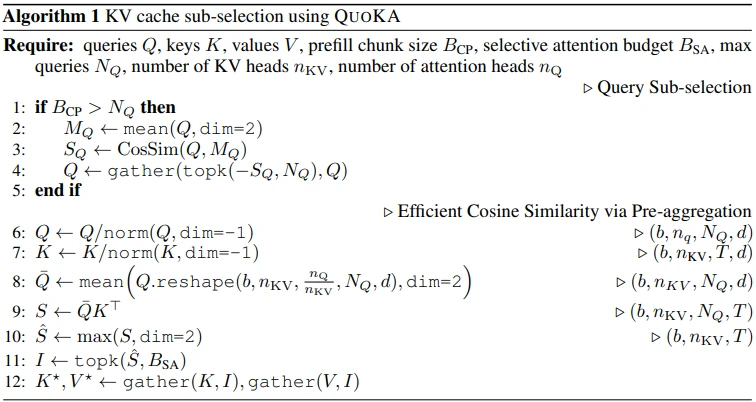 Algorithm 1 KV cache sub-selection using QUOKA
Require: queries Q, keys K, values V, prefill chunk size B_CP, selective attention budget B_SA, max
queries N_Q, number of KV heads n_KV, number of attention heads n_Q
▷ Query Sub-selection
1: if B_CP > N_Q then
2: M_Q ← mean(Q, dim=2)
3: S_Q ← CosSim(Q, M_Q)
4: Q ← gather(topk(−S_Q, N_Q), Q)
5: end if
▷ Efficient Cosine Similarity via Pre-aggregation
6: Q ← Q/norm(Q, dim=-1) ▷ (b, n_q, N_Q, d)
7: K ← K/norm(K, dim=-1) ▷ (b, n_KV, T, d)
8: Q̄ ← mean(Q.reshape(b, n_KV, n_Q/n_KV, N_Q, d), dim=2) ▷ (b, n_KV, N_Q, d)
9: S ← Q̄K^⊤ ▷ (b, n_KV, N_Q, T)
10: Ŝ ← max(S, dim=2) ▷ (b, n_KV, T)
11: I ← topk(Ŝ, B_SA)
12: K⋆, V⋆ ← gather(K, I), gather(V, I)